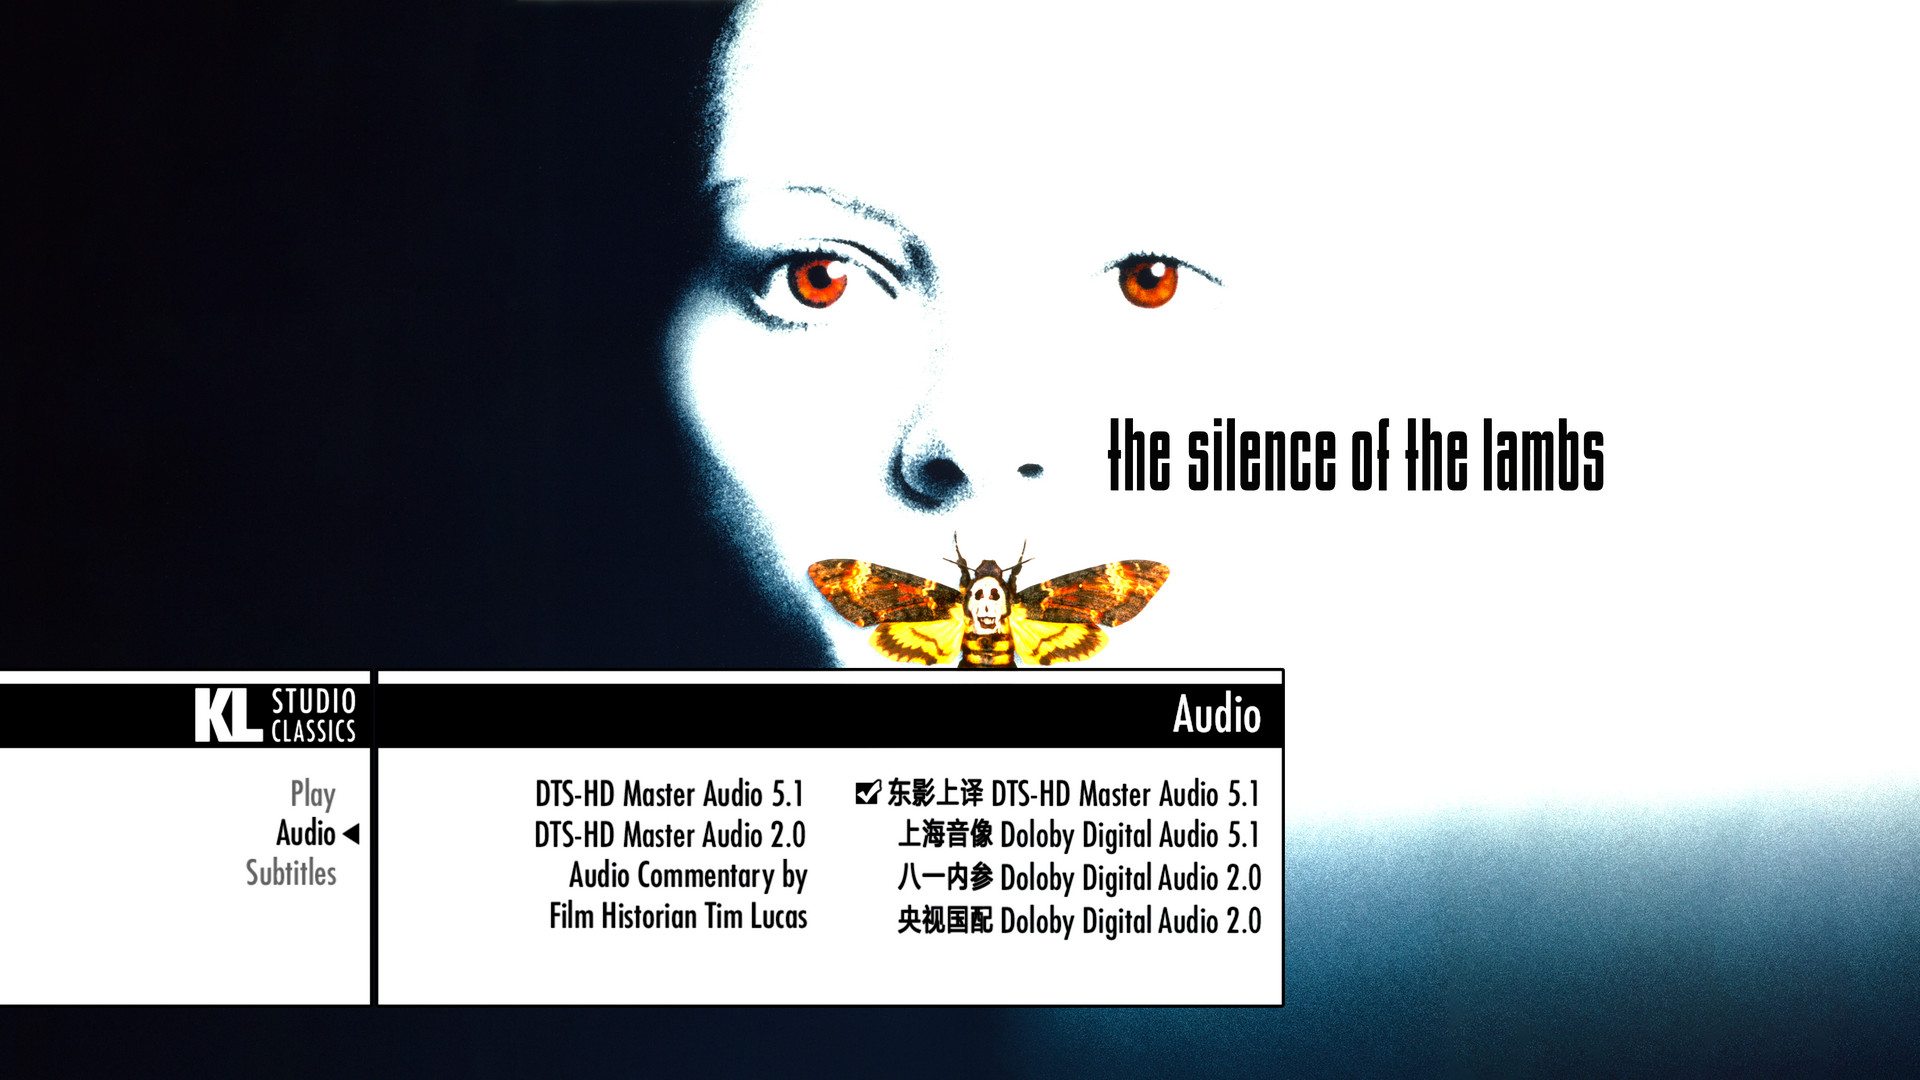 the silence of the lambs
KL STUDIO
CLASSICS
Audio
Play
Audio
Subtitles
DTS-HD Master Audio 5.1
DTS-HD Master Audio 2.0
Audio Commentary by
Film Historian Tim Lucas
东影上译 DTS-HD Master Audio 5.1
上海音像 Doloby Digital Audio 5.1
八一内参 Doloby Digital Audio 2.0
央视国配 Doloby Digital Audio 2.0